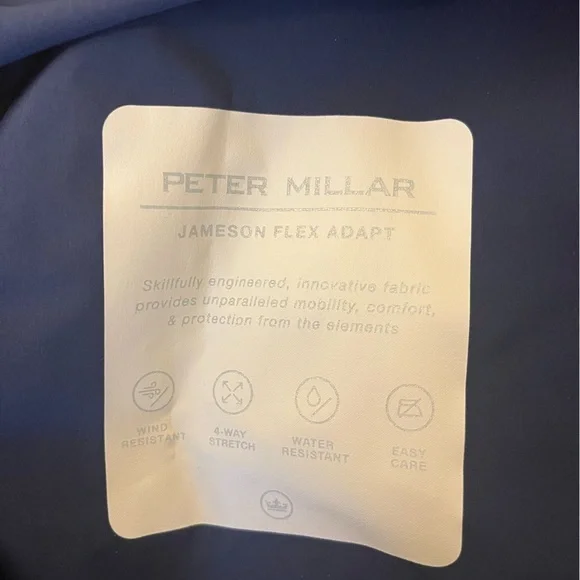 PETER MILLAR
JAMESON FLEX ADAPT
Skillfully engineered, innovative fabric
provides unparalleled mobility, comfort,
& protection from the elements
WIND
RESISTANT
4-WAY
STRETCH
WATER
RESISTANT
EASY
CARE